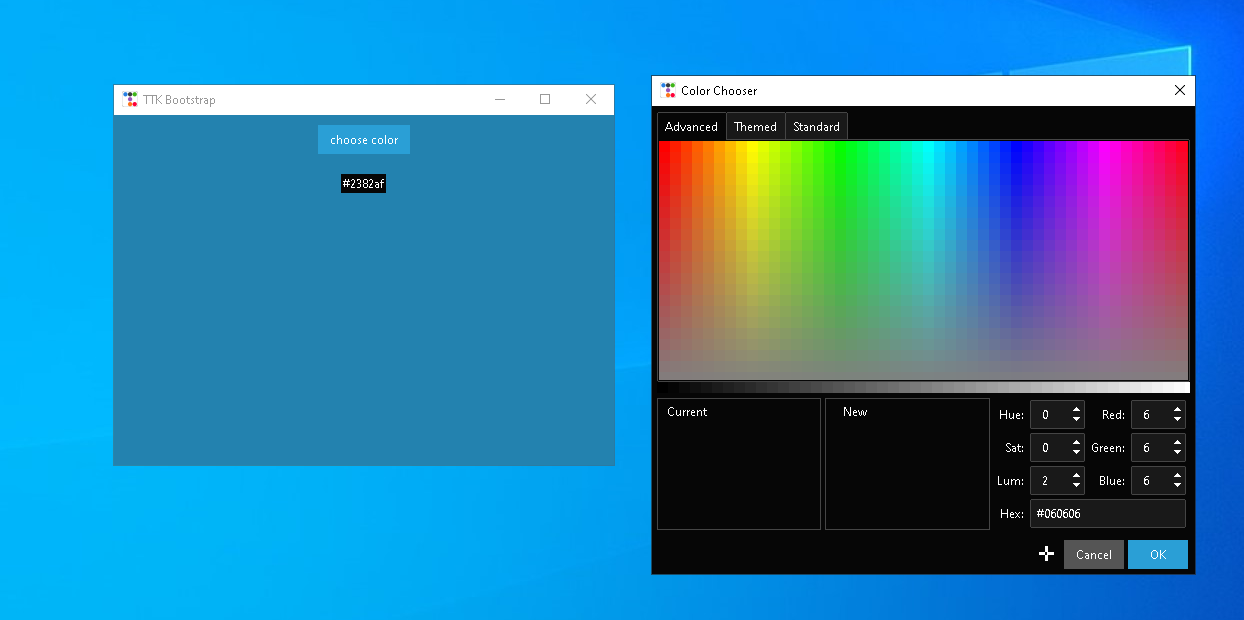 TTK Bootstrap
choose color
#2382af
Color Chooser
Advanced Themed Standard
Current
New
Hue: 0 Red: 6
Sat: 0 Green: 6
Lum: 2 Blue: 6
Hex: #060606
Cancel OK